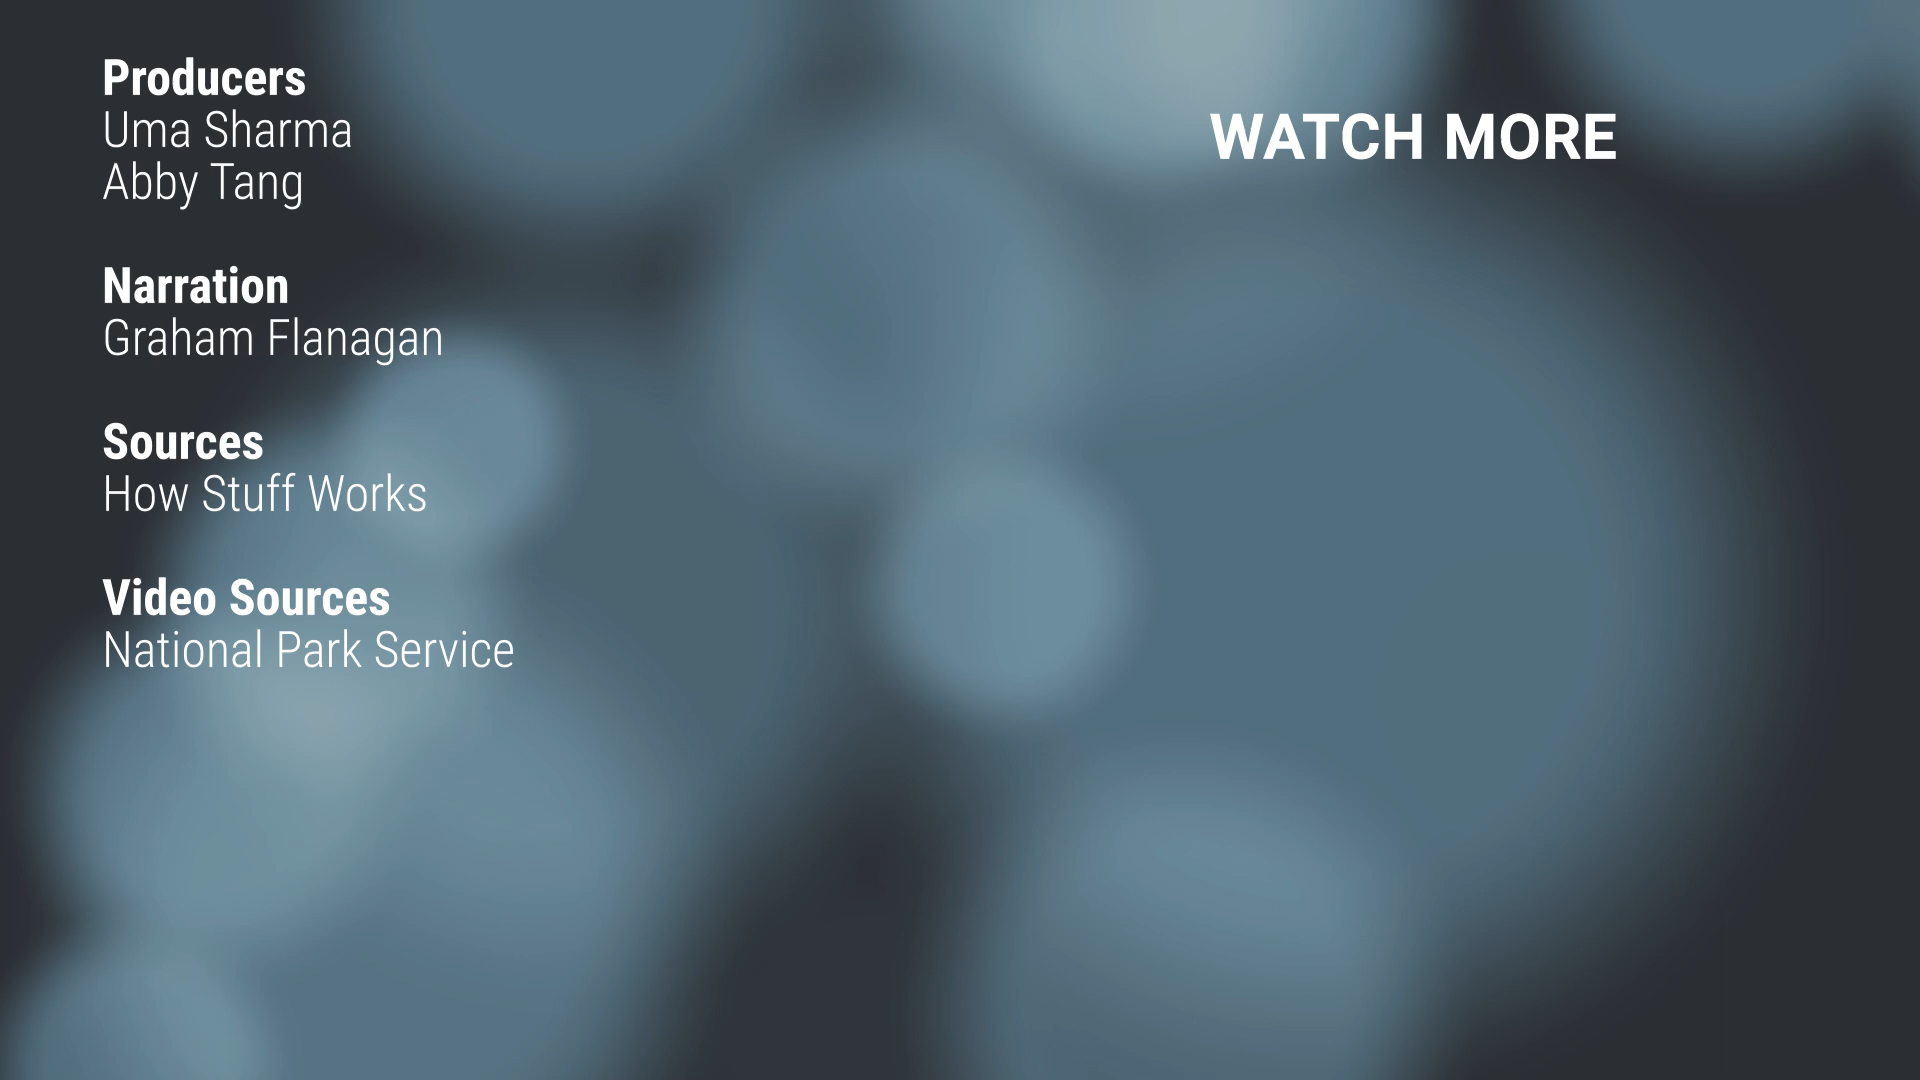 Producers
Uma Sharma
Abby Tang
Narration
Graham Flanagan
Sources
How Stuff Works
Video Sources
National Park Service
WATCH MORE